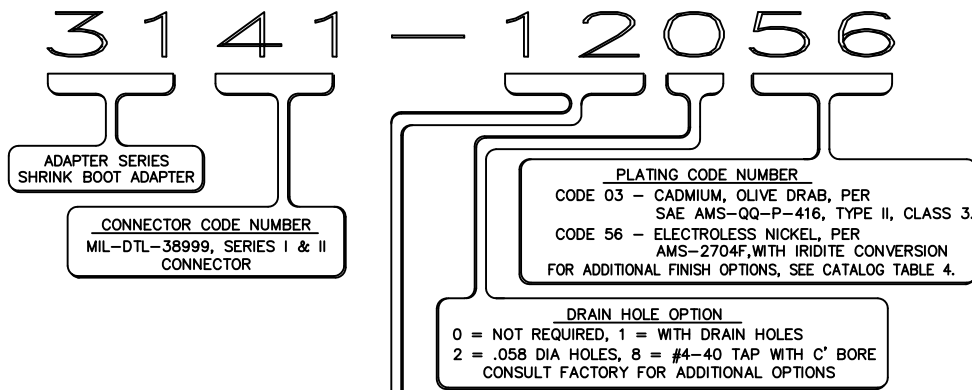 3141-12056
ADAPTER SERIES
SHRINK BOOT ADAPTER
CONNECTOR CODE NUMBER
MIL-DTL-38999, SERIES I & II
CONNECTOR
PLATING CODE NUMBER
CODE 03 - CADMIUM, OLIVE DRAB, PER
SAE AMS-QQ-P-416, TYPE II, CLASS 3.
CODE 56 - ELECTROLESS NICKEL, PER
AMS-2704F,WITH IRIDITE CONVERSION
FOR ADDITIONAL FINISH OPTIONS, SEE CATALOG TABLE 4.
DRAIN HOLE OPTION
0 = NOT REQUIRED, 1 = WITH DRAIN HOLES
2 = .058 DIA HOLES, 8 = #4-40 TAP WITH C' BORE
CONSULT FACTORY FOR ADDITIONAL OPTIONS